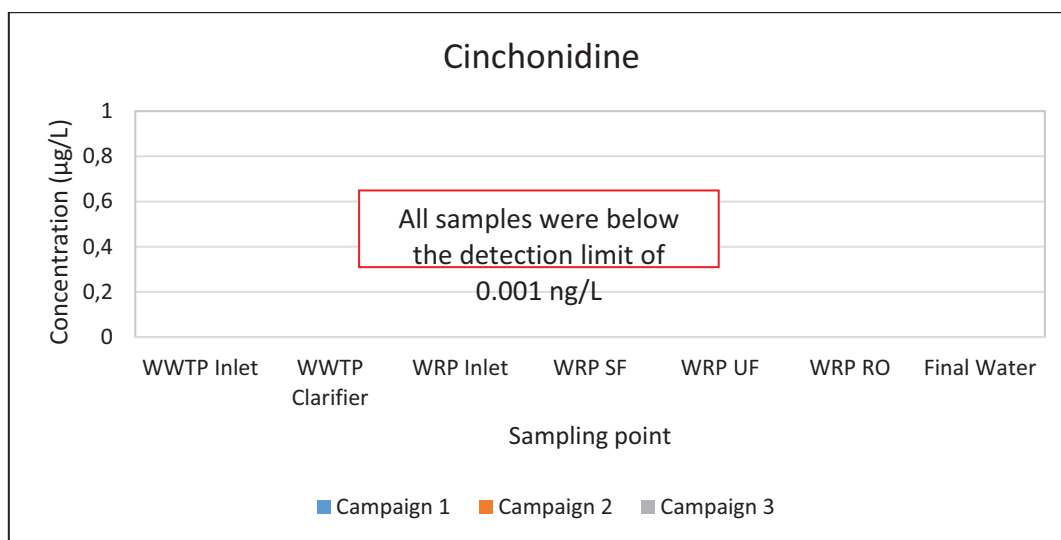 Cinchonidine
Concentration (µg/L)
1
0,8
0,6
0,4
0,2
0
All samples were below
the detection limit of
0.001 ng/L
WWTP Inlet
WWTP
Clarifier
WRP Inlet
WRP SF
WRP UF
WRP RO
Final Water
Sampling point
Campaign 1
Campaign 2
Campaign 3